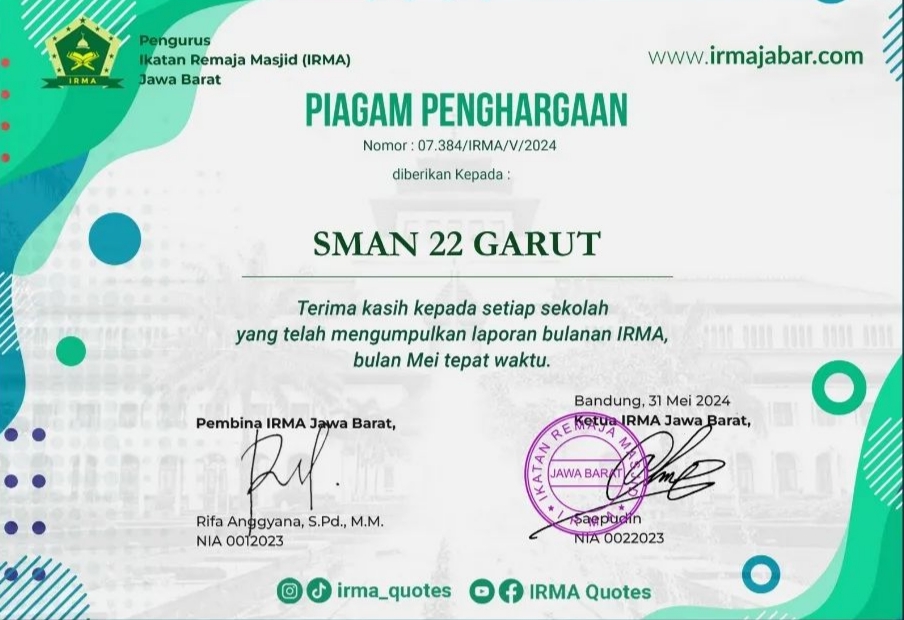 IRMA
Pengurus
Ikatan Remaja Masjid (IRMA)
Jawa Barat
www.irmajabar.com
PIAGAM PENGHARGAAN
Nomor : 07.384/IRMA/V/2024
diberikan Kepada :
SMAN 22 GARUT
Terima kasih kepada setiap sekolah
yang telah mengumpulkan laporan bulanan IRMA,
bulan Mei tepat waktu.
Bandung, 31 Mei 2024
Pembina IRMA Jawa Barat,
Ketua IRMA Jawa Barat,
IKATAN REMAJA MASJID
JAWA BARAT
IRMA
Rifa Anggyana, S.Pd., M.M.
NIA 0012023
Saepudin
NIA 0022023
irma_quotes
IRMA Quotes